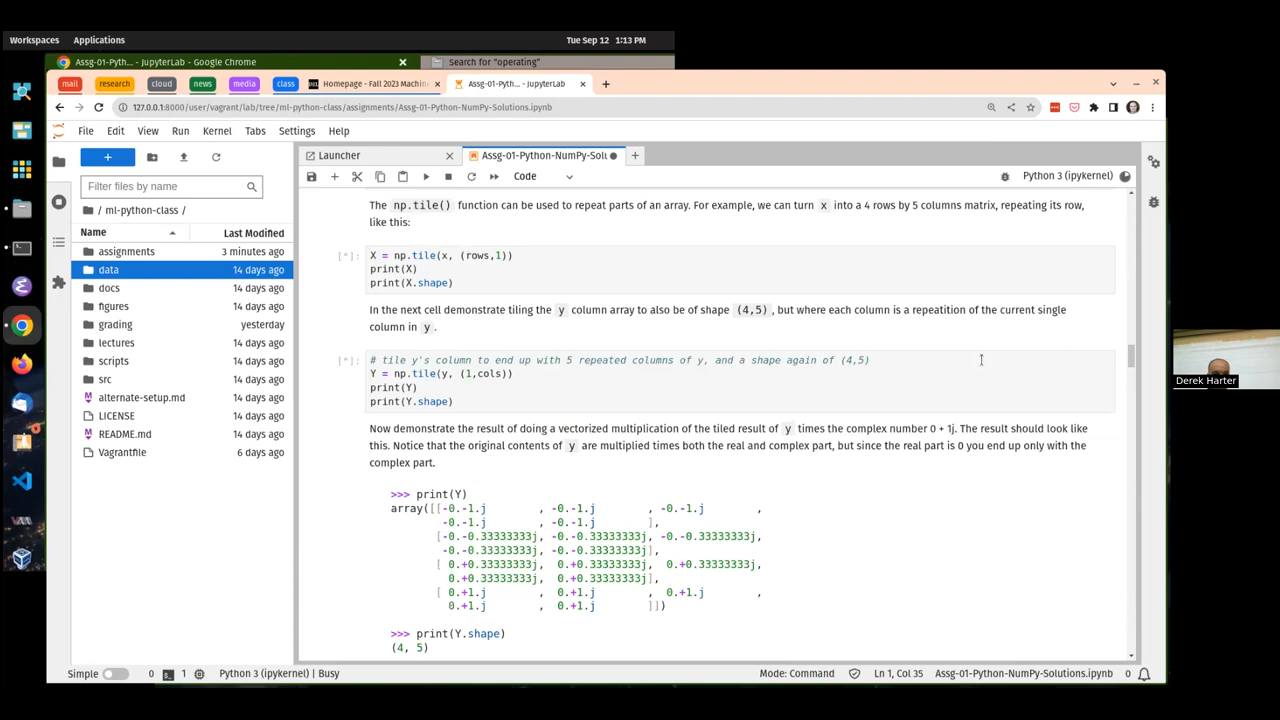 Workspaces Applications Tue Sep 12 1:13 PM
Assg-01-Pyth... - JupyterLab - Google Chrome Search for "operating"
mail research cloud news media class Homepage - Fall 2023 Machin Assg-01-Pyth... - JupyterLab
127.0.0.1:8000/user/vagrant/lab/tree/ml-python-class/assignments/Assg-01-Python-NumPy-Solutions.ipynb
File Edit View Run Kernel Tabs Settings Help
Launcher Assg-01-Python-NumPy-Solu
Code Python 3 (ipykernel)
Filter files by name
/ ml-python-class /
Name Last Modified
assignments 3 minutes ago
data 14 days ago
docs 14 days ago
figures 14 days ago
grading yesterday
lectures 14 days ago
scripts 14 days ago
src 14 days ago
alternate-setup.md 14 days ago
LICENSE 14 days ago
README.md 14 days ago
Vagrantfile 6 days ago
The np.tile() function can be used to repeat parts of an array. For example, we can turn x into a 4 rows by 5 columns matrix, repeating its row,
like this:
[*]: X = np.tile(x, (rows,1))
print(X)
print(X.shape)
In the next cell demonstrate tiling the y column array to also be of shape (4,5), but where each column is a repeatition of the current single
column in y.
[*]: # tile y's column to end up with 5 repeated columns of y, and a shape again of (4,5)
Y = np.tile(y, (1,cols))
print(Y)
print(Y.shape)
Now demonstrate the result of doing a vectorized multiplication of the tiled result of y times the complex number 0 + 1j. The result should look like
this. Notice that the original contents of y are multiplied times both the real and complex part, but since the real part is 0 you end up only with the
complex part.
>>> print(Y)
array([[-0.-1.j , -0.-1.j , -0.-1.j ,
-0.-1.j , -0.-1.j ],
[-0.-0.33333333j, -0.-0.33333333j, -0.-0.33333333j,
-0.-0.33333333j, -0.-0.33333333j],
[ 0.+0.33333333j, 0.+0.33333333j, 0.+0.33333333j,
0.+0.33333333j, 0.+0.33333333j],
[ 0.+1.j , 0.+1.j , 0.+1.j ,
0.+1.j , 0.+1.j ]])
>>> print(Y.shape)
(4, 5)
Derek Harter
Simple 0 1 Python 3 (ipykernel) | Busy Mode: Command Ln 1, Col 35 Assg-01-Python-NumPy-Solutions.ipynb 0